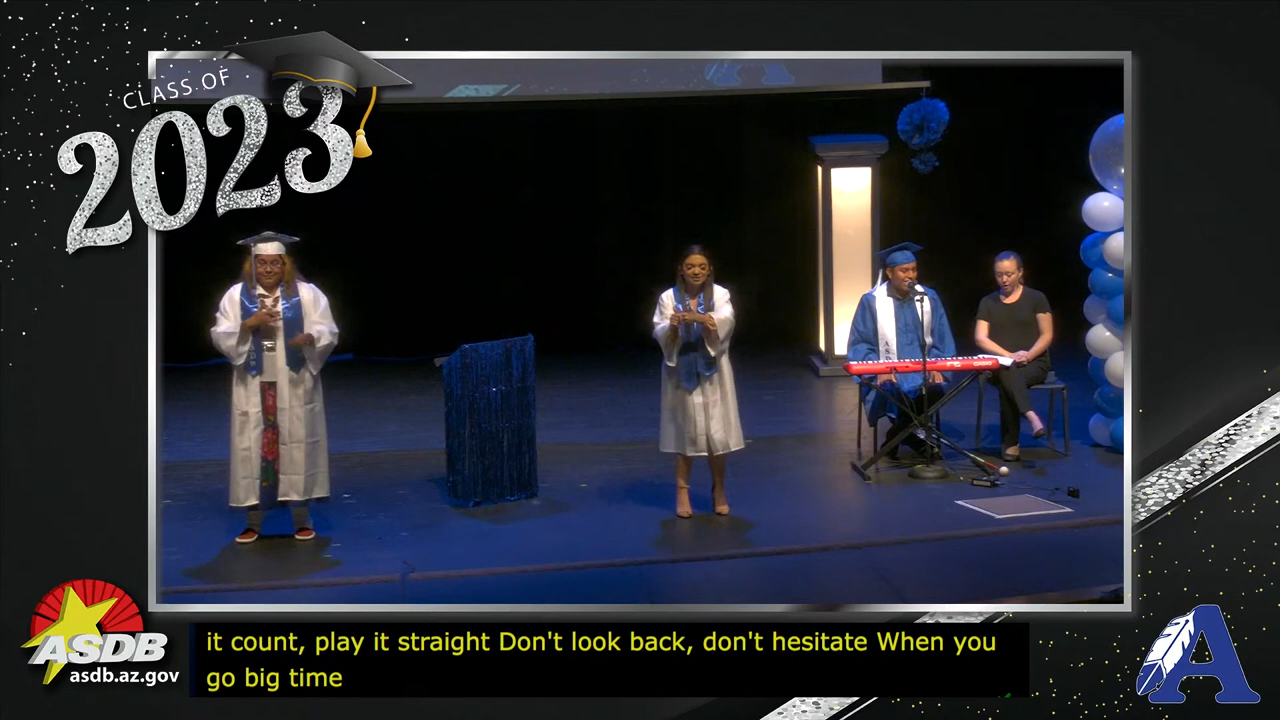 CLASS OF
2023
ASDB
asdb.az.gov
it count, play it straight Don't look back, don't hesitate When you
go big time
A